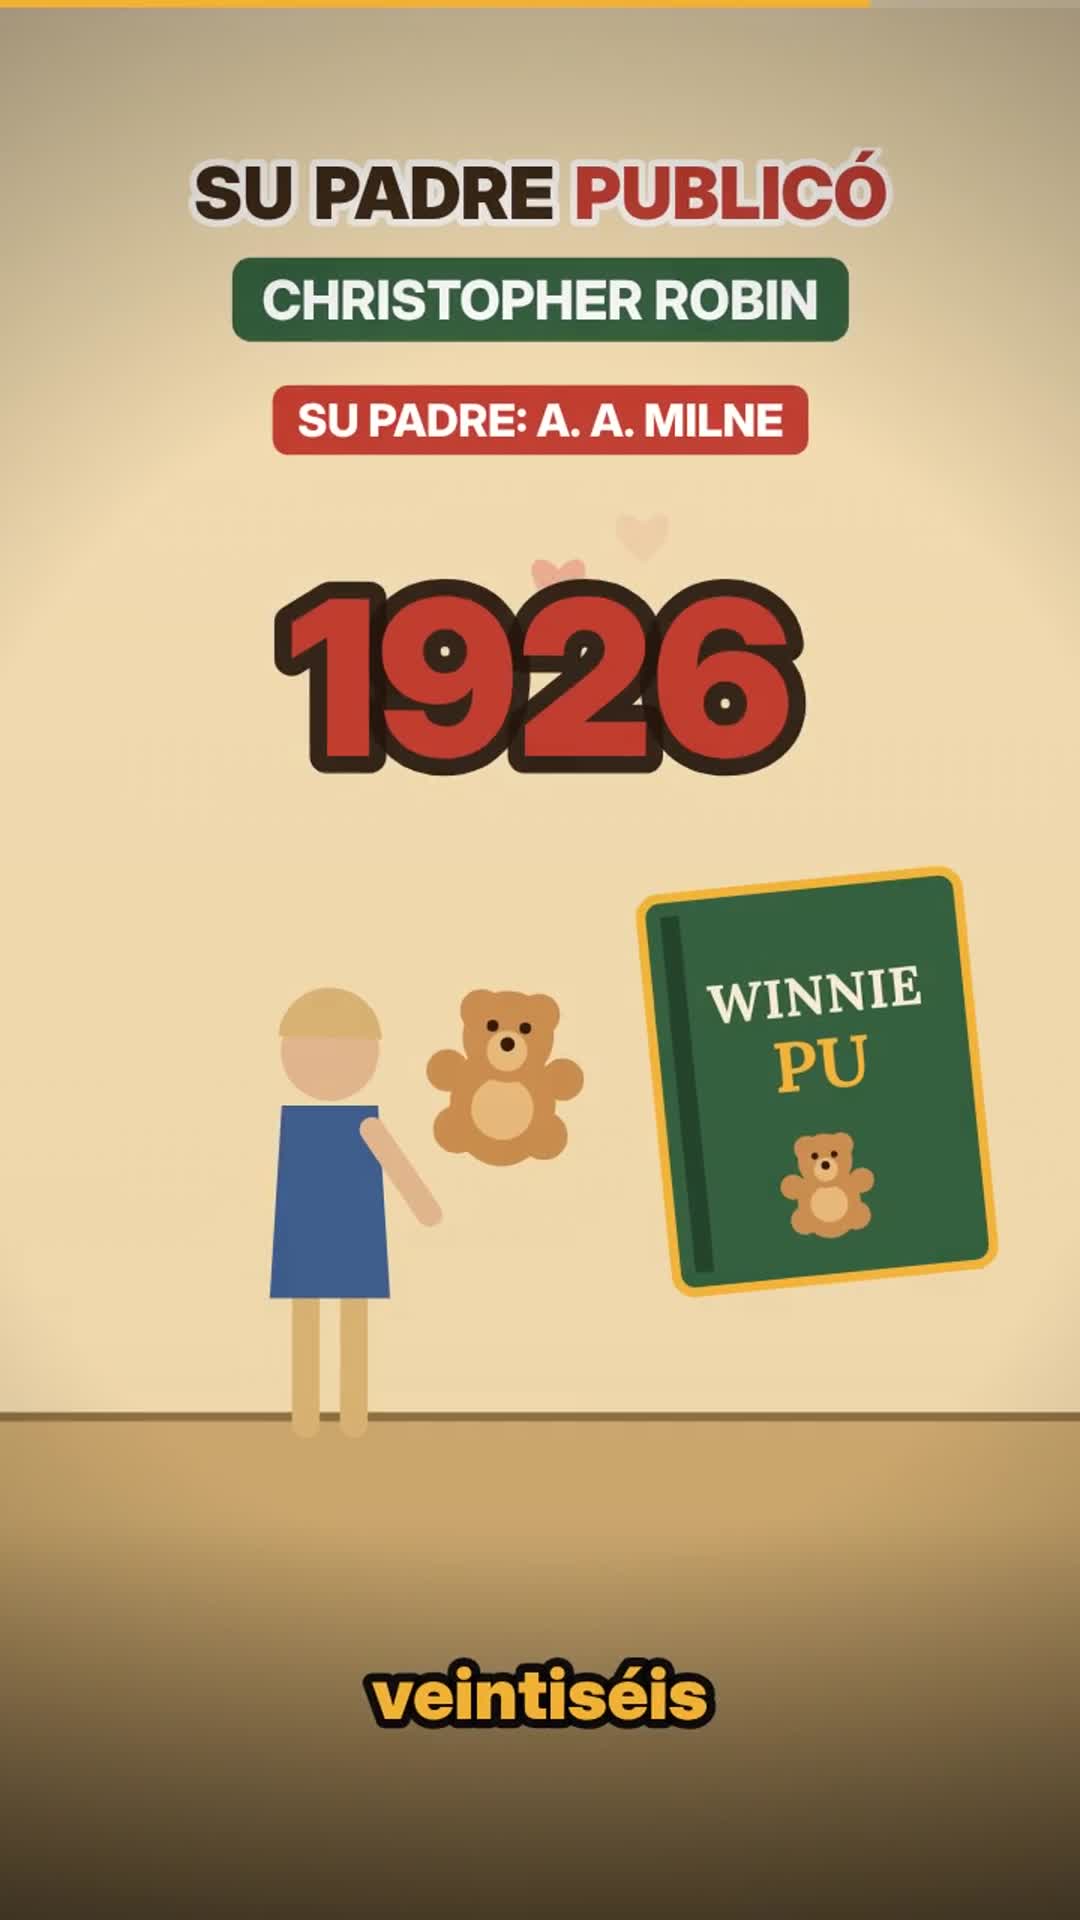 SU PADRE PUBLICÓ
CHRISTOPHER ROBIN
SU PADRE: A. A. MILNE
1926
WINNIE
PU
veintiséis